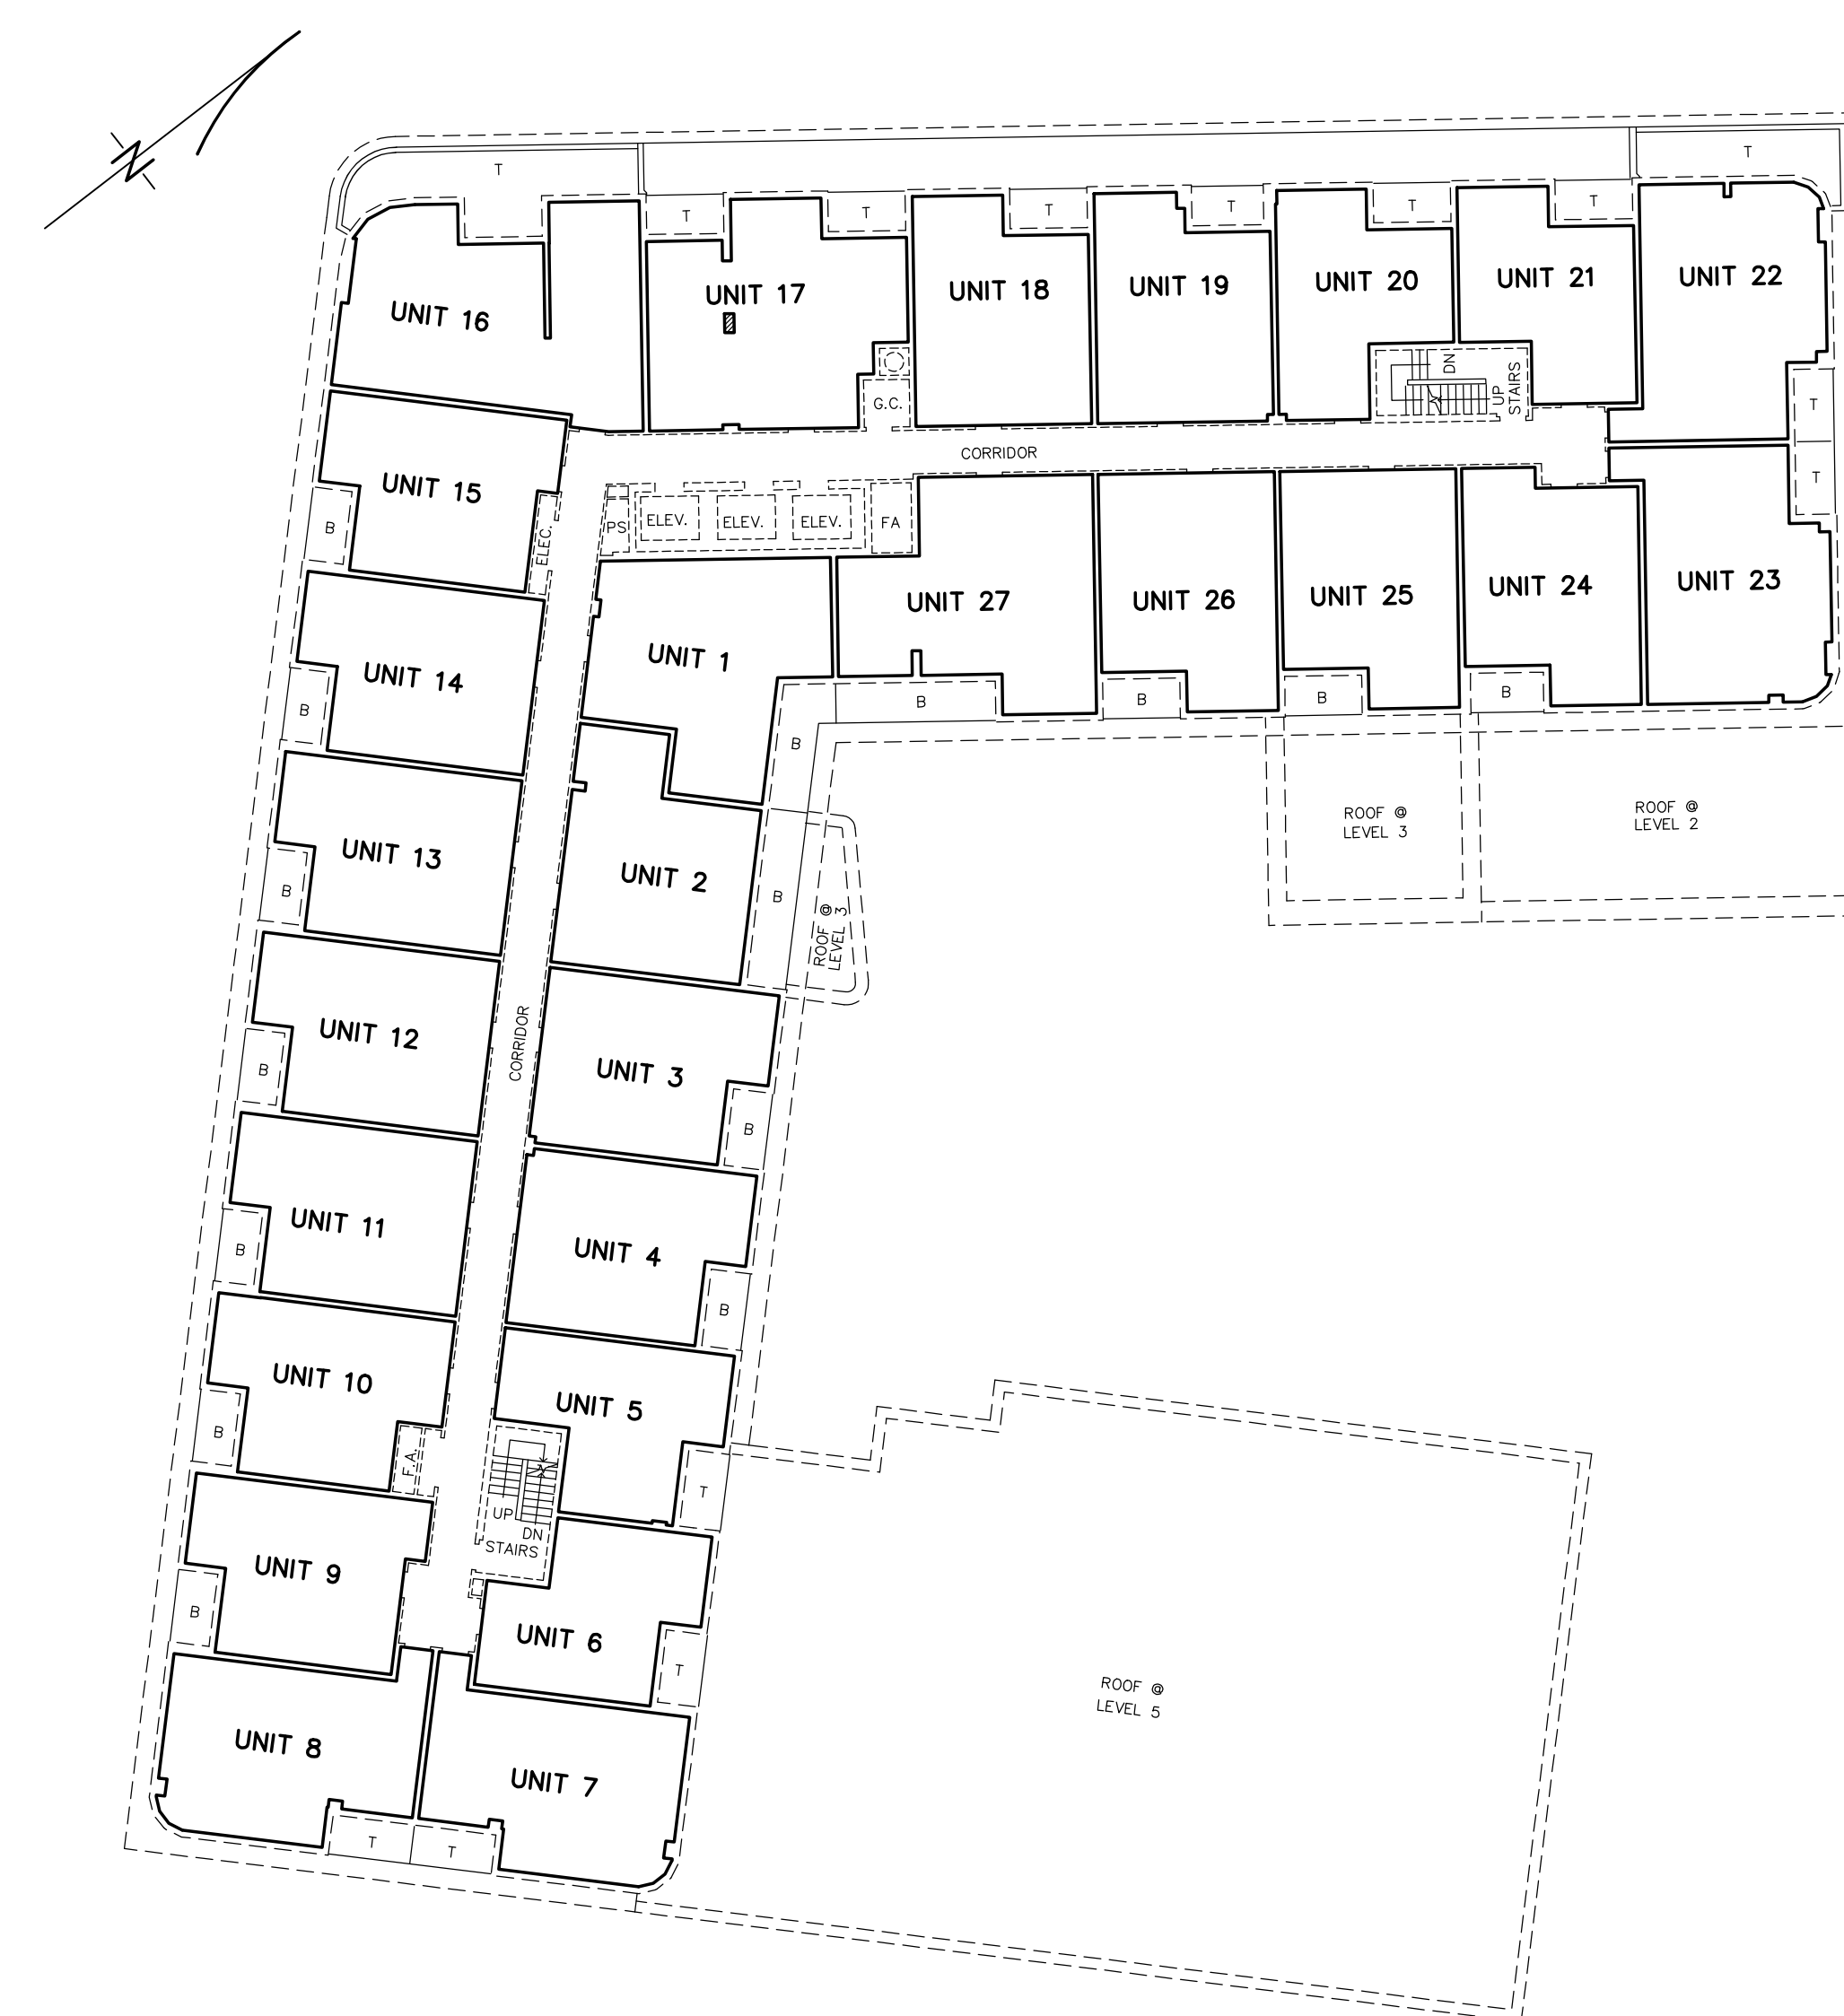 N
T
T
T
T
T
T
T
T
UNIT 16
UNIT 17
UNIT 18
UNIT 19
UNIT 20
UNIT 21
UNIT 22
DN
UP
STAIRS
G.C.
T
CORRIDOR
T
UNIT 15
B
ELEC.
PS
ELEV.
ELEV.
ELEV.
FA
UNIT 27
UNIT 26
UNIT 25
UNIT 24
UNIT 23
UNIT 1
UNIT 14
B
B
B
B
B
B
B
ROOF @
LEVEL 3
ROOF @
LEVEL 2
UNIT 13
B
UNIT 2
B
ROOF @
LEVEL 3
UNIT 12
B
CORRIDOR
UNIT 3
B
UNIT 11
B
UNIT 4
B
UNIT 10
B
F.A.
UNIT 5
T
UP
DN
STAIRS
UNIT 9
B
UNIT 6
T
ROOF @
LEVEL 5
UNIT 8
UNIT 7
T
T